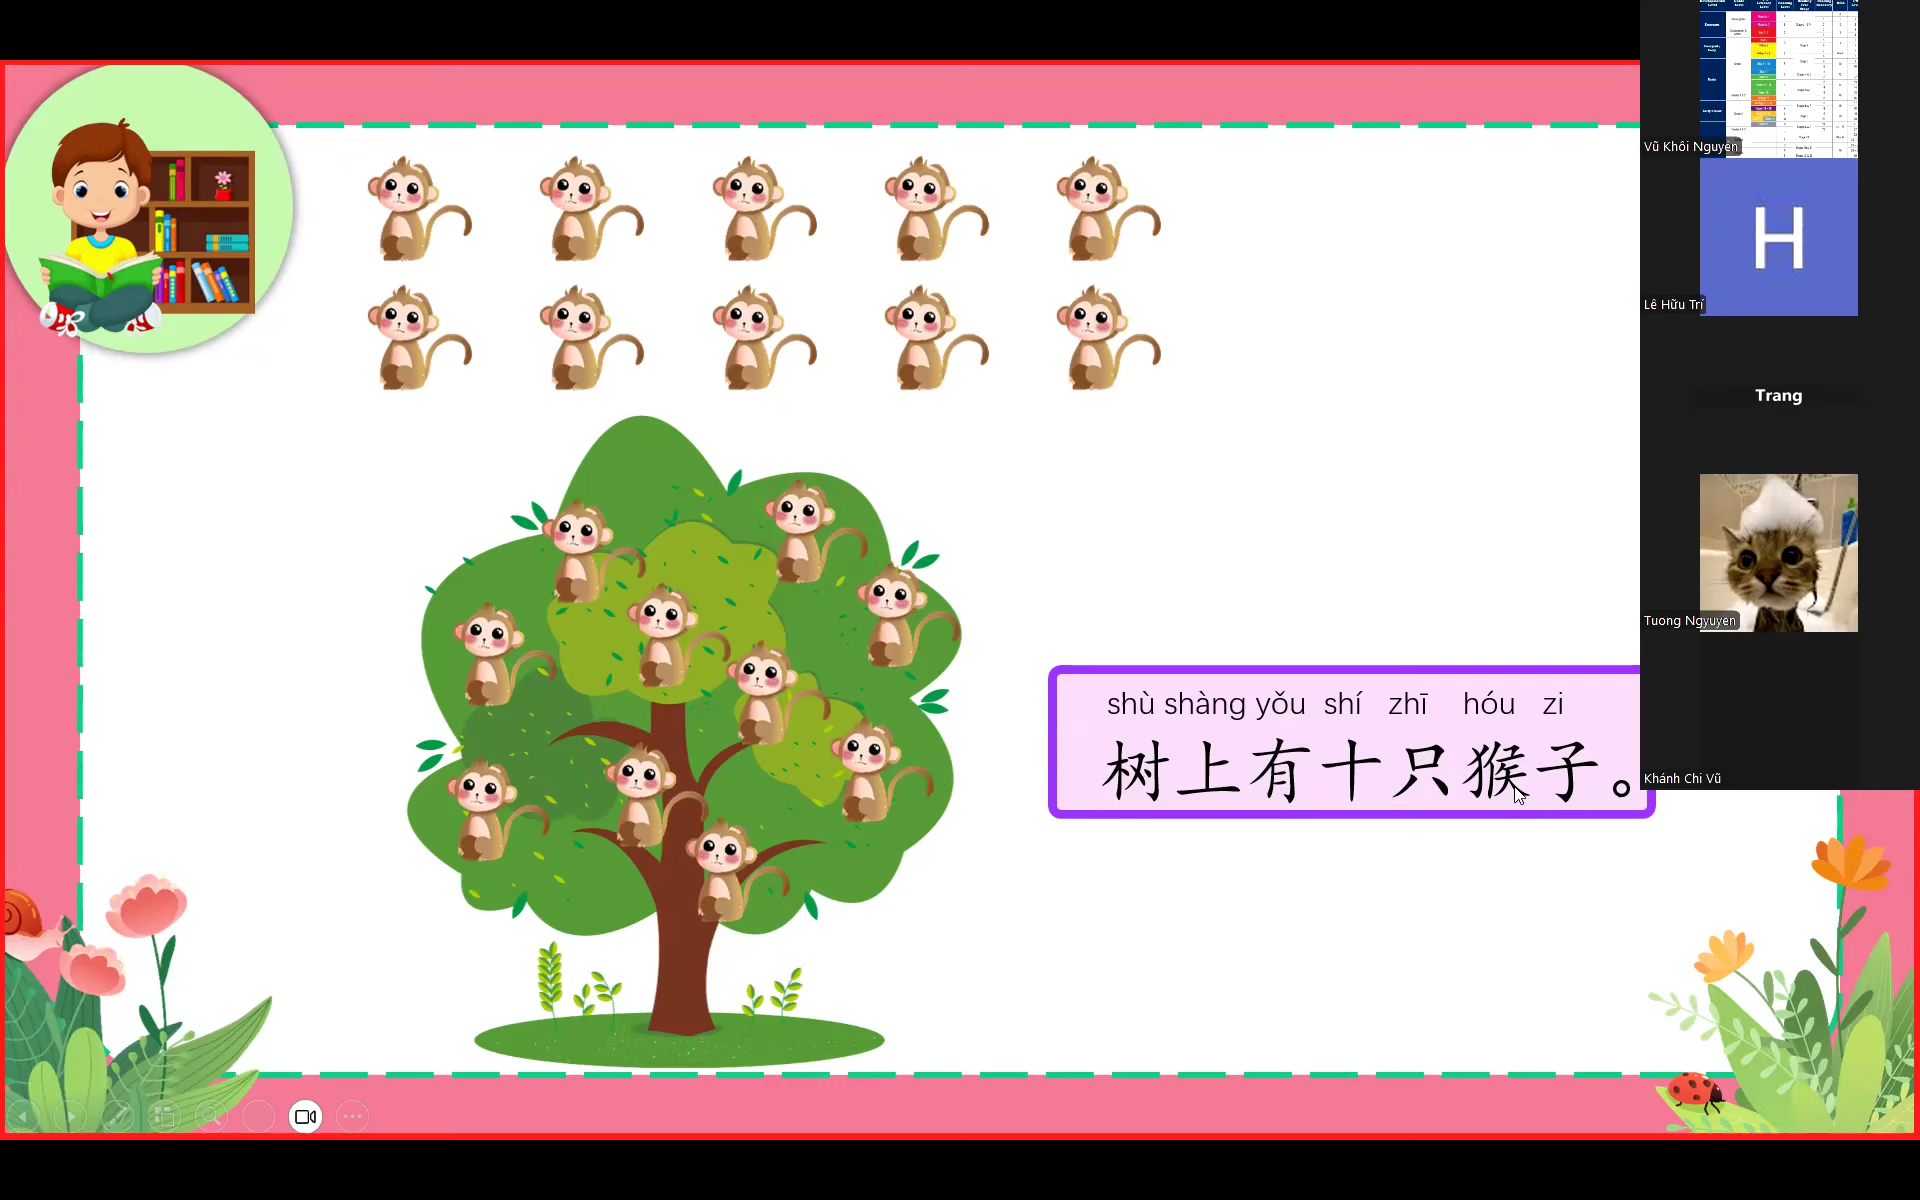 shù shàng yǒu shí zhī hóu zi
树上有十只猴子。
Vũ Khôi Nguyên
H
Lê Hữu Trí
Trang
Tuong Ngyuyen
Khánh Chi Vũ